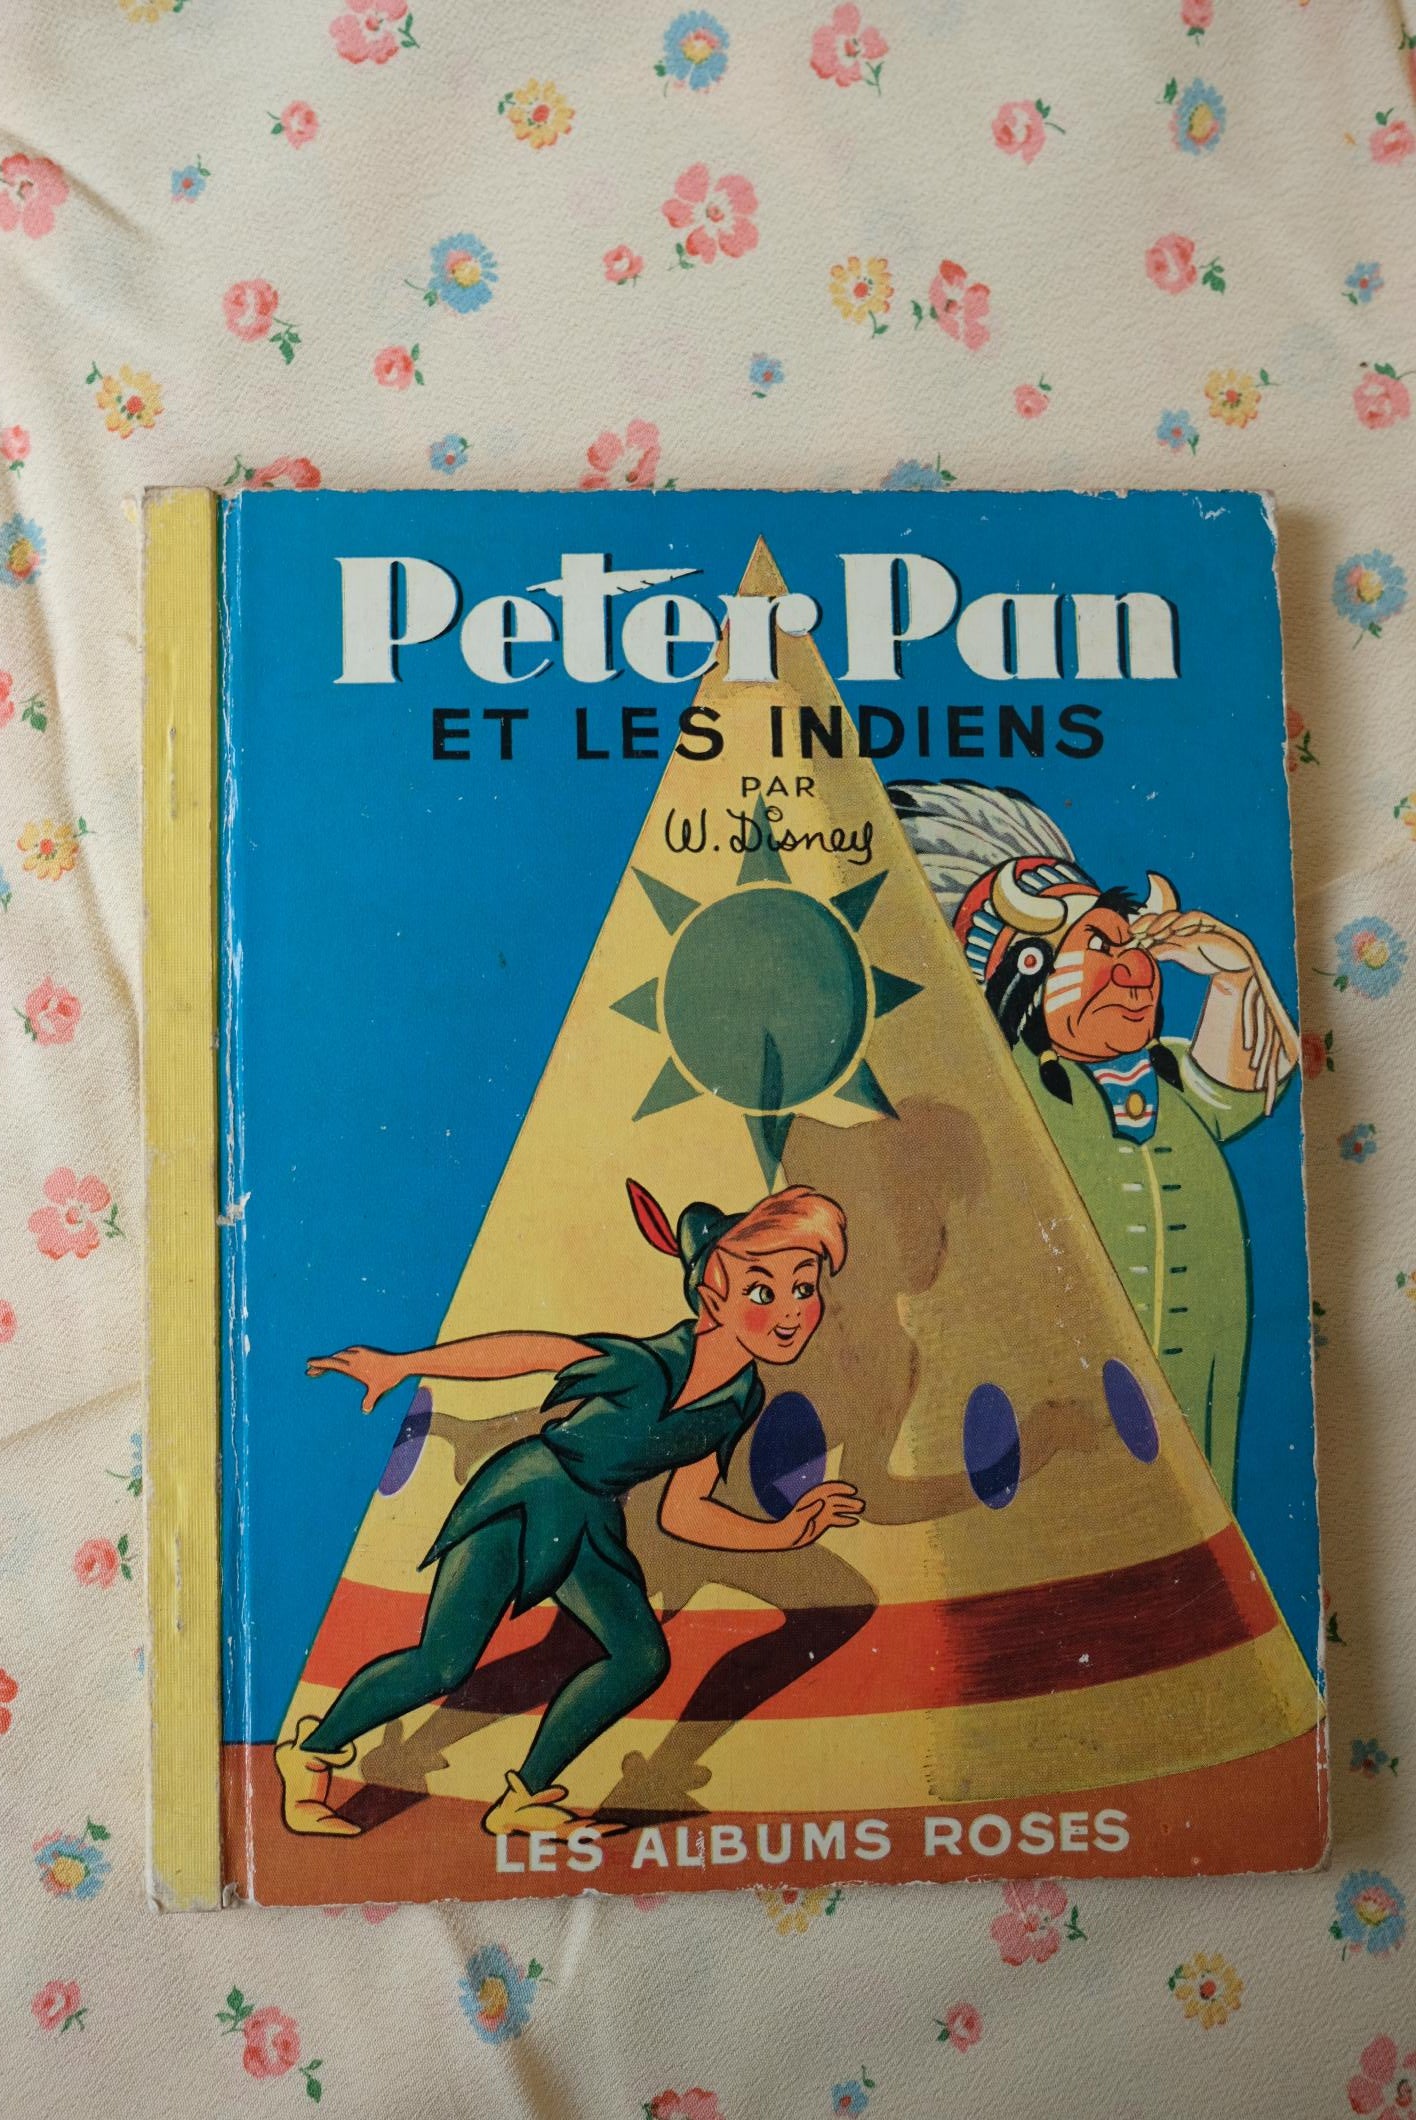 Peter Pan
ET LES INDIENS
PAR
W. Disney
LES ALBUMS ROSES